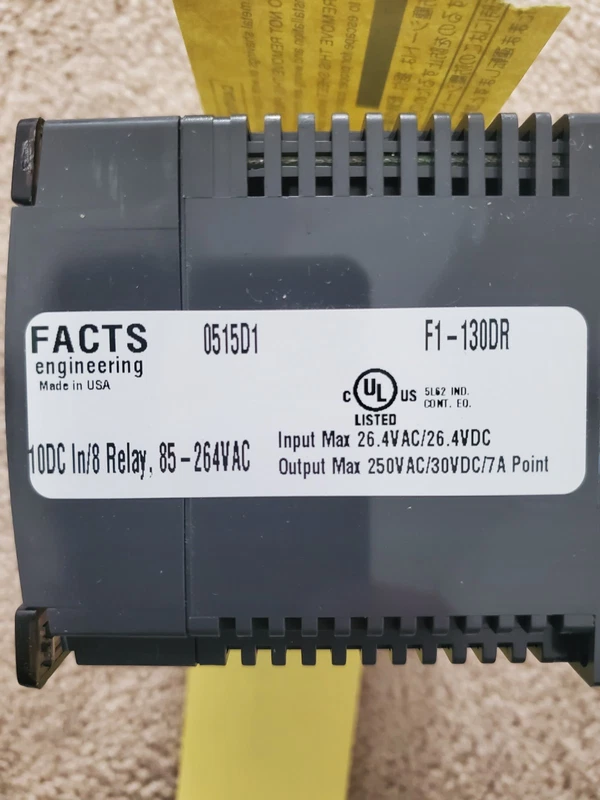 FACTS
engineering
Made in USA
0515D1
F1-130DR
C UL US
LISTED
5L62 IND.
CONT. EQ.
10DC In/8 Relay, 85-264VAC
Input Max 26.4VAC/26.4VDC
Output Max 250VAC/30VDC/7A Point